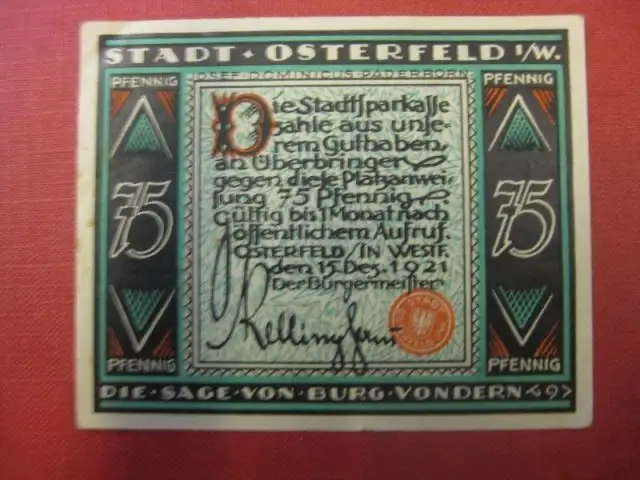 STADT · OSTERFELD i/W.
PFENNIG
JOSEF · DOMINICUS · PADERBORN
PFENNIG
Die Stadtsparkasse
zahle aus unse-
rem Guthaben
an Überbringer
gegen diese Platzanwei-
sung 75 Pfennig.
Gültig bis 1 Monat nach
öffentlichem Aufruf.
OSTERFELD/IN WESTF.
den 15. Dez. 1921
Der Bürgermeister
75
75
PFENNIG
PFENNIG
DIE · SAGE · VON · BURG · VONDERN <9>